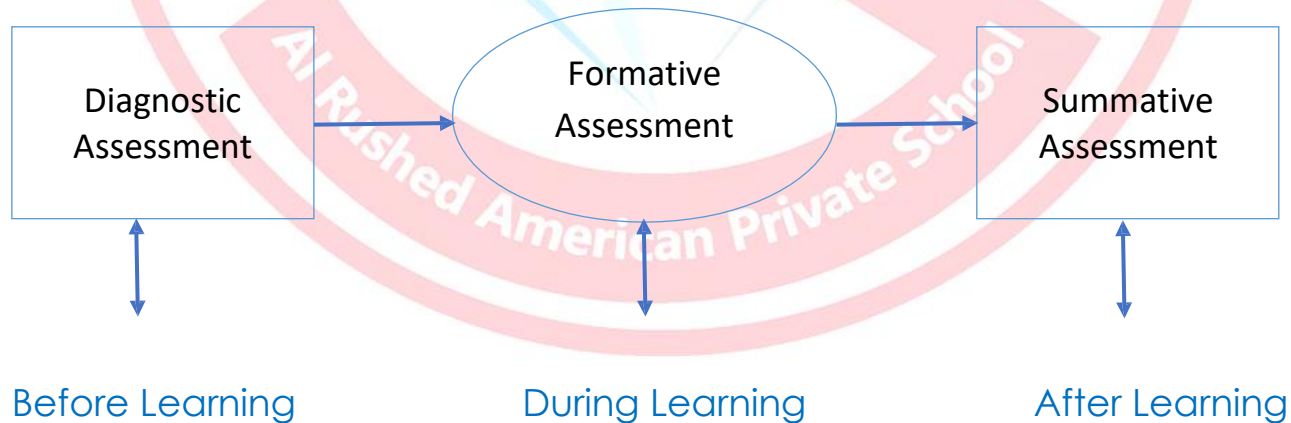 Diagnostic
Assessment
Formative
Assessment
Summative
Assessment
Al Rushed American Private School
Before Learning
During Learning
After Learning